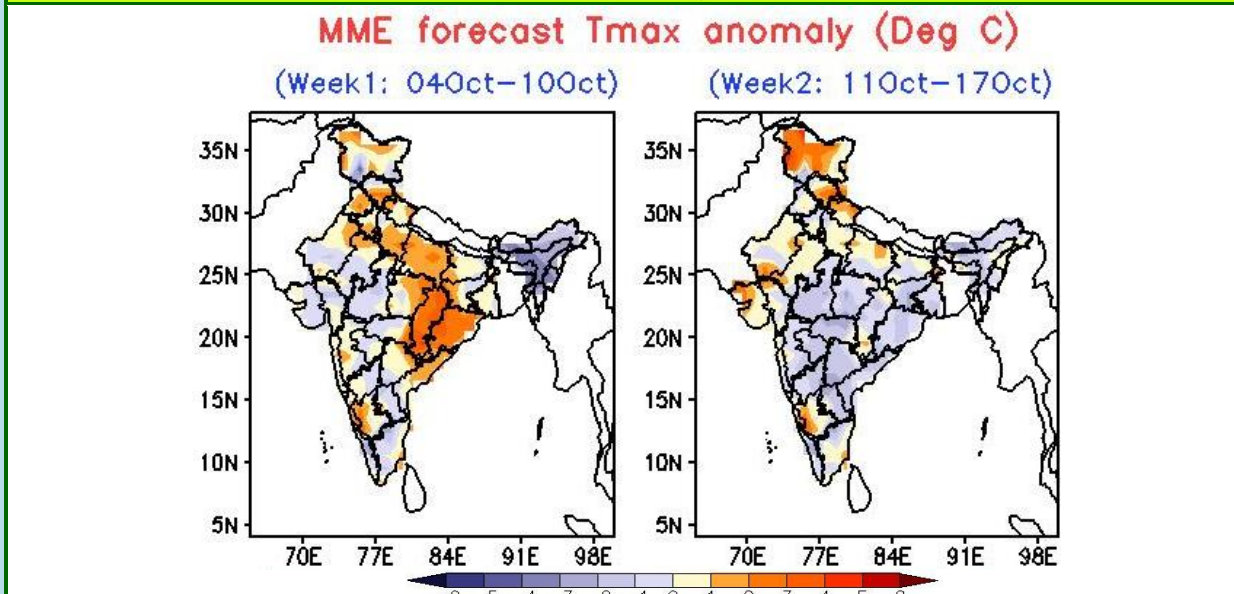 MME forecast Tmax anomaly (Deg C)
(Week1: 04Oct-10Oct) (Week2: 11Oct-17Oct)
35N 35N
30N 30N
25N 25N
20N 20N
15N 15N
10N 10N
5N 5N
70E 77E 84E 91E 98E 70E 77E 84E 91E 98E